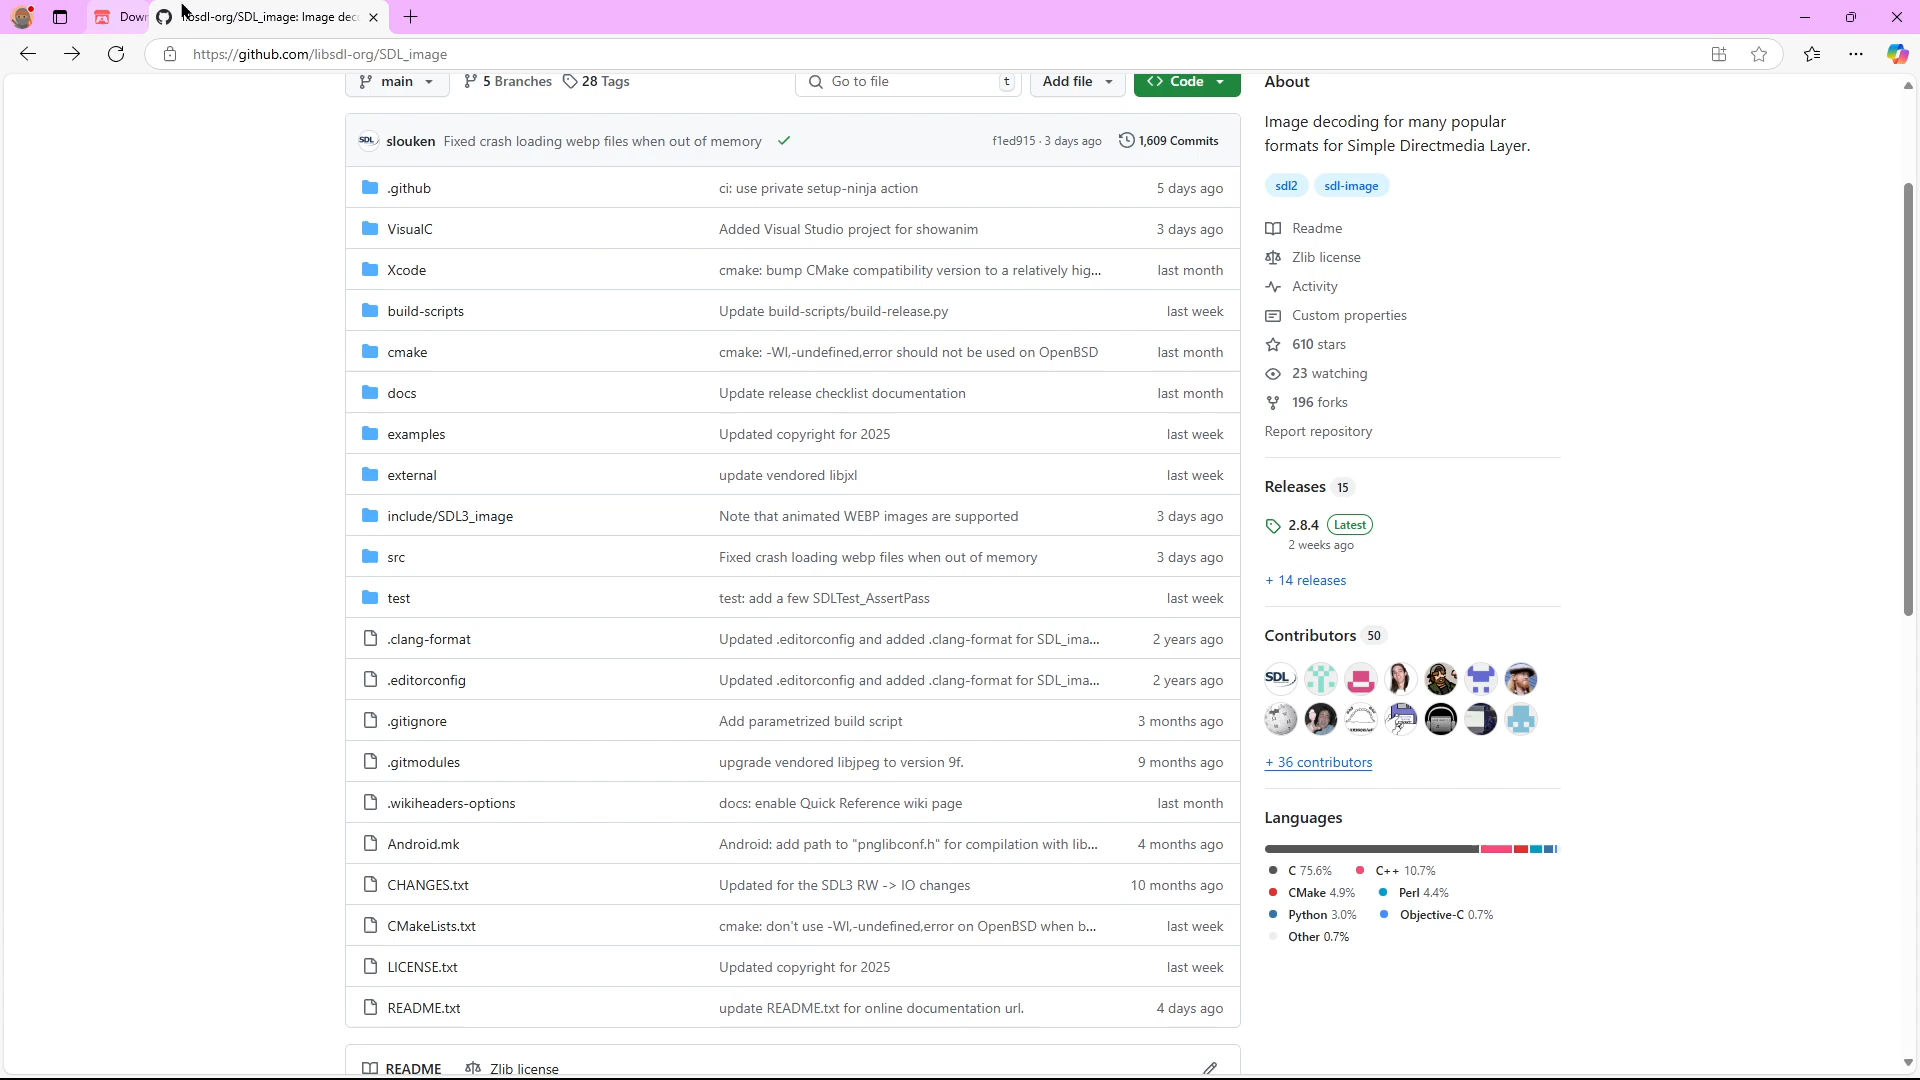 Dow
libsdl-org/SDL_image: Image dec
https://github.com/libsdl-org/SDL_image
main
5 Branches
28 Tags
Go to file
t
Add file
Code
SDL slouken Fixed crash loading webp files when out of memory f1ed915 · 3 days ago 1,609 Commits
.github ci: use private setup-ninja action 5 days ago
VisualC Added Visual Studio project for showanim 3 days ago
Xcode cmake: bump CMake compatibility version to a relatively hig... last month
build-scripts Update build-scripts/build-release.py last week
cmake cmake: -Wl,-undefined,error should not be used on OpenBSD last month
docs Update release checklist documentation last month
examples Updated copyright for 2025 last week
external update vendored libjxl last week
include/SDL3_image Note that animated WEBP images are supported 3 days ago
src Fixed crash loading webp files when out of memory 3 days ago
test test: add a few SDLTest_AssertPass last week
.clang-format Updated .editorconfig and added .clang-format for SDL_ima... 2 years ago
.editorconfig Updated .editorconfig and added .clang-format for SDL_ima... 2 years ago
.gitignore Add parametrized build script 3 months ago
.gitmodules upgrade vendored libjpeg to version 9f. 9 months ago
.wikiheaders-options docs: enable Quick Reference wiki page last month
Android.mk Android: add path to "pnglibconf.h" for compilation with lib... 4 months ago
CHANGES.txt Updated for the SDL3 RW -> IO changes 10 months ago
CMakeLists.txt cmake: don't use -Wl,-undefined,error on OpenBSD when b... last week
LICENSE.txt Updated copyright for 2025 last week
README.txt update README.txt for online documentation url. 4 days ago
README
Zlib license
About
Image decoding for many popular
formats for Simple Directmedia Layer.
sdl2 sdl-image
Readme
Zlib license
Activity
Custom properties
610 stars
23 watching
196 forks
Report repository
Releases 15
2.8.4 Latest
2 weeks ago
+ 14 releases
Contributors 50
SDL
+ 36 contributors
Languages
C 75.6% C++ 10.7%
CMake 4.9% Perl 4.4%
Python 3.0% Objective-C 0.7%
Other 0.7%